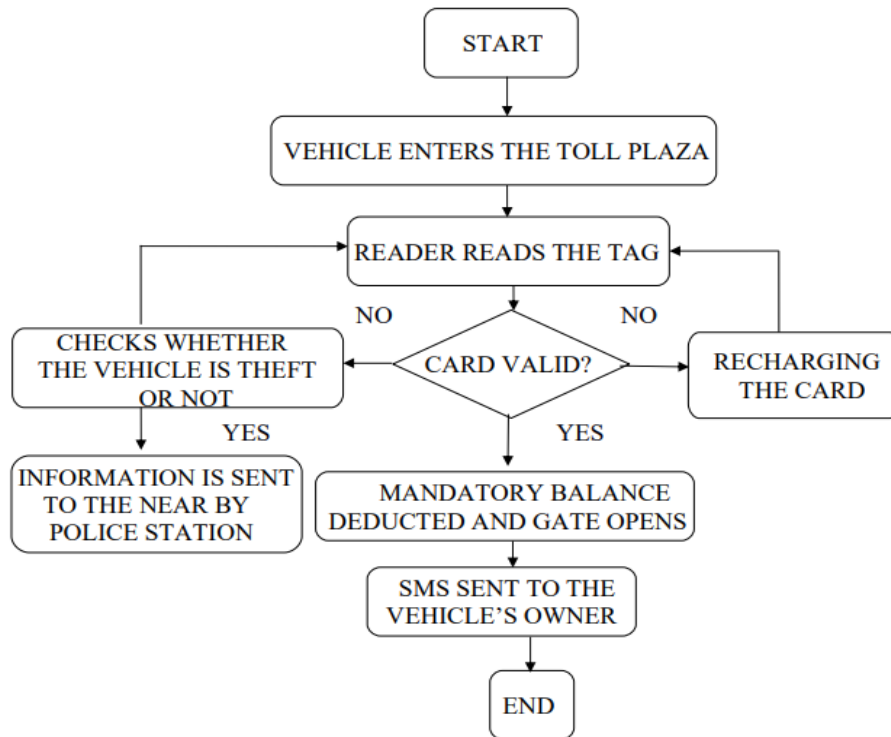 START
VEHICLE ENTERS THE TOLL PLAZA
READER READS THE TAG
NO
NO
CHECKS WHETHER
THE VEHICLE IS THEFT
OR NOT
CARD VALID?
RECHARGING
THE CARD
YES
YES
INFORMATION IS SENT
TO THE NEAR BY
POLICE STATION
MANDATORY BALANCE
DEDUCTED AND GATE OPENS
SMS SENT TO THE
VEHICLE’S OWNER
END